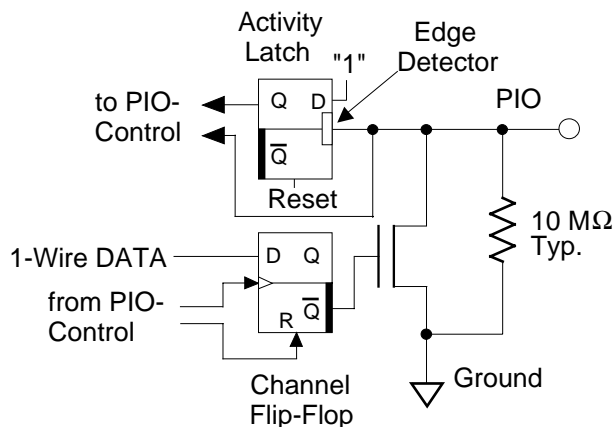 Activity
Latch
"1"
Edge
Detector
to PIO-
Control
Q D
Q̅
Reset
PIO
10 MΩ
Typ.
1-Wire DATA
D Q
from PIO-
Control
R Q̅
Channel
Flip-Flop
Ground